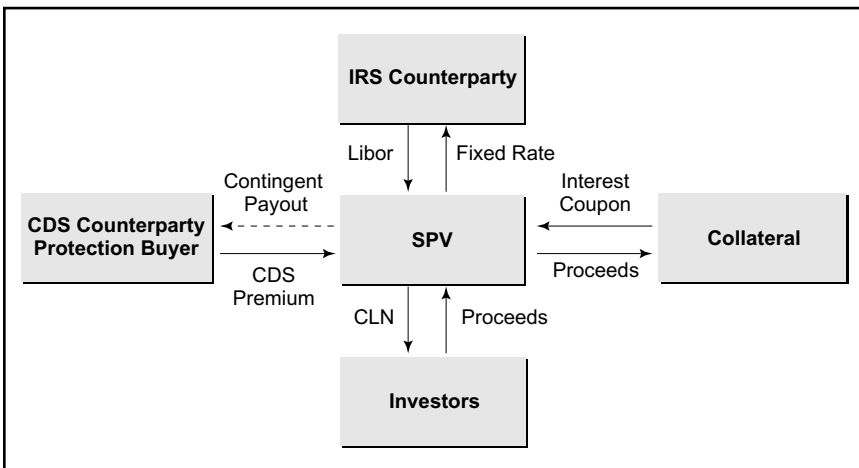 IRS Counterparty
Libor
Fixed Rate
Contingent
Payout
Interest
Coupon
CDS Counterparty
Protection Buyer
SPV
Collateral
CDS
Premium
Proceeds
CLN
Proceeds
Investors